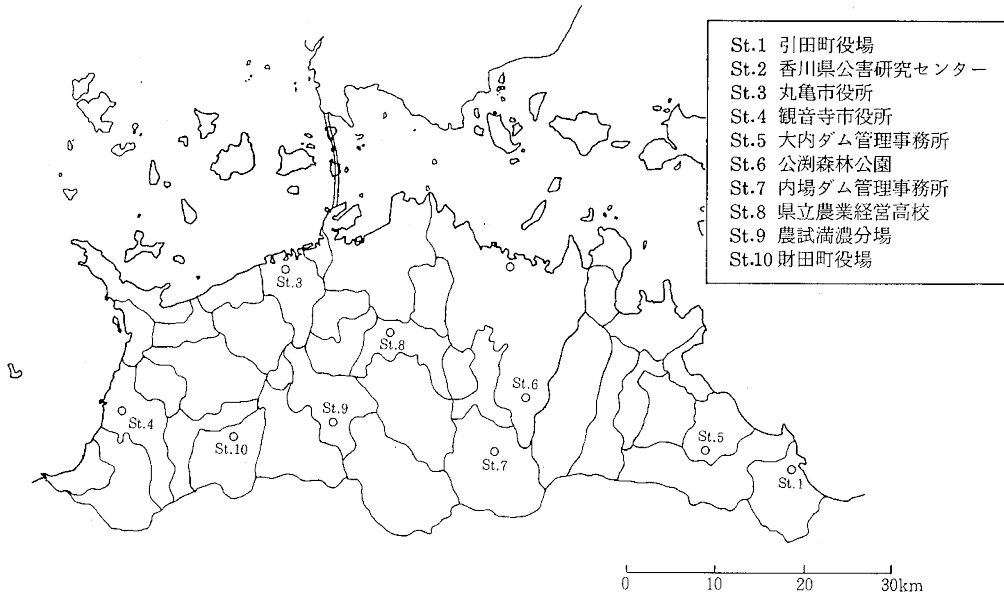 St.1 引田町役場
St.2 香川県公害研究センター
St.3 丸亀市役所
St.4 観音寺市役所
St.5 大内ダム管理事務所
St.6 公渕森林公園
St.7 内場ダム管理事務所
St.8 県立農業経営高校
St.9 農試満濃分場
St.10 財田町役場
St.3
St.8
St.6
St.4
St.9
St.10
St.7
St.5
St.1
0 10 20 30km